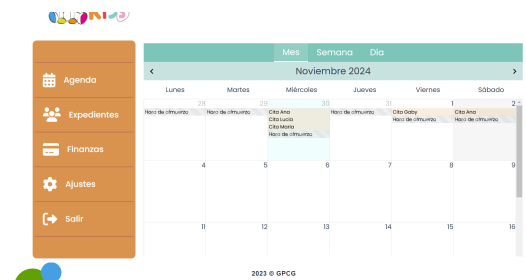 Mes Semana Día
Agenda
Expedientes
Finanzas
Ajustes
Salir
< Noviembre 2024 >
Lunes Martes Miércoles Jueves Viernes Sábado
28 29 30 31 1 2
Hora de almuerzo Hora de almuerzo Cita Ana Hora de almuerzo Cita Gaby Cita Ana
Cita Lucia Hora de almuerzo Hora de almuerzo
Cita Maria
Hora de almuerzo
4 5 6 7 8 9
11 12 13 14 15 16
2023 © GPCG